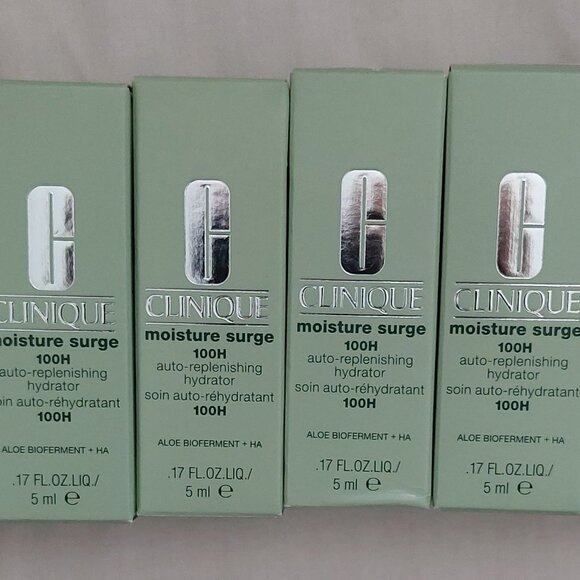 CLINIQUE
moisture surge
100H
auto-replenishing
hydrator
soin auto-réhydratant
100H
ALOE BIOFERMENT + HA
.17 FL.OZ.LIQ./
5 ml ℮
CLINIQUE
moisture surge
100H
auto-replenishing
hydrator
soin auto-réhydratant
100H
ALOE BIOFERMENT + HA
.17 FL.OZ.LIQ./
5 ml ℮
CLINIQUE
moisture surge
100H
auto-replenishing
hydrator
soin auto-réhydratant
100H
ALOE BIOFERMENT + HA
.17 FL.OZ.LIQ./
5 ml ℮
CLINIQUE
moisture surge
100H
auto-replenishing
hydrator
soin auto-réhydratant
100H
ALOE BIOFERMENT + HA
.17 FL.OZ.LIQ./
5 ml ℮